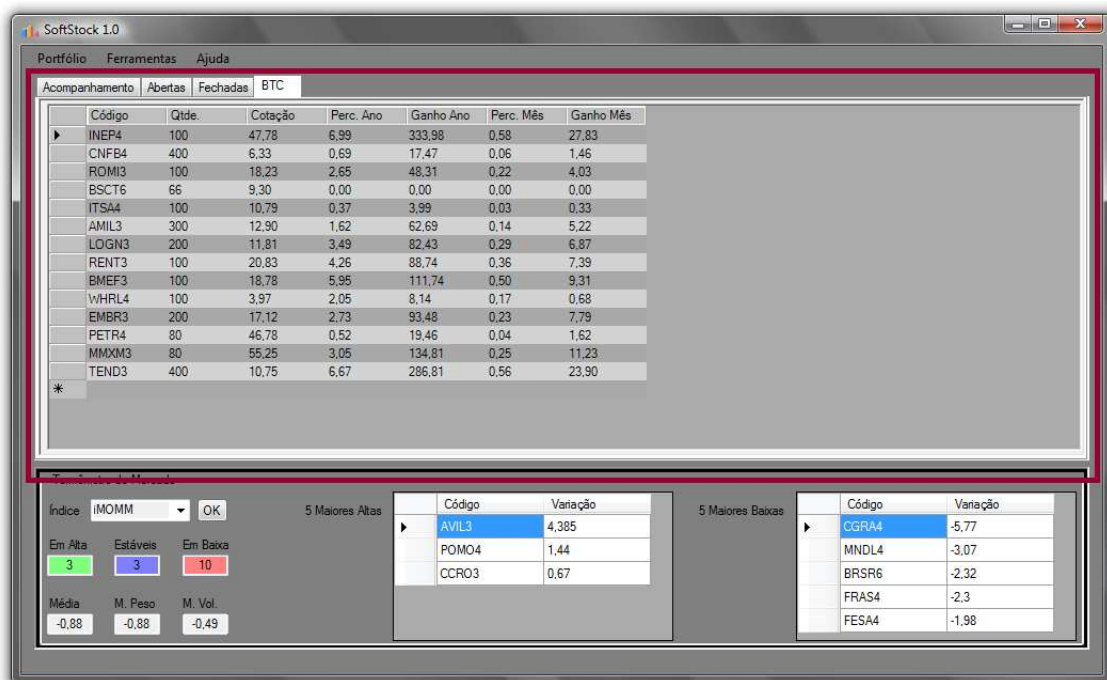 SoftStock 1.0
Portfólio Ferramentas Ajuda
Acompanhamento Abertas Fechadas BTC
Código Qtde. Cotação Perc. Ano Ganho Ano Perc. Mês Ganho Mês
INEP4 100 47,78 6,99 333,98 0,58 27,83
CNFB4 400 6,33 0,69 17,47 0,06 1,46
ROMI3 100 18,23 2,65 48,31 0,22 4,03
BSCT6 66 9,30 0,00 0,00 0,00 0,00
ITSA4 100 10,79 0,37 3,99 0,03 0,33
AMIL3 300 12,90 1,62 62,69 0,14 5,22
LOGN3 200 11,81 3,49 82,43 0,29 6,87
RENT3 100 20,83 4,26 88,74 0,36 7,39
BMEF3 100 18,78 5,95 111,74 0,50 9,31
WHRL4 100 3,97 2,05 8,14 0,17 0,68
EMBR3 200 17,12 2,73 93,48 0,23 7,79
PETR4 80 46,78 0,52 19,46 0,04 1,62
MMXM3 80 55,25 3,05 134,81 0,25 11,23
TEND3 400 10,75 6,67 286,81 0,56 23,90
Termômetro do Mercado
Índice iMOMM OK 5 Maiores Altas Código Variação 5 Maiores Baixas Código Variação
AVIL3 4,385 CGRA4 -5,77
Em Alta Estáveis Em Baixa POMO4 1,44 MNDL4 -3,07
3 3 10 CCRO3 0,67 BRSR6 -2,32
Média M. Peso M. Vol. FRAS4 -2,3
-0,88 -0,88 -0,49 FESA4 -1,98